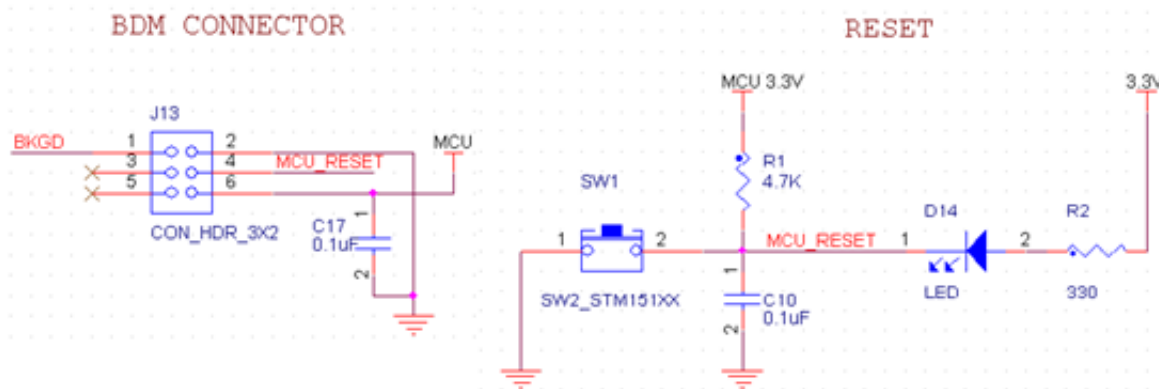 BDM CONNECTOR
RESET
J13
BKGD
1
2
3
4
5
6
MCU_RESET
MCU
CON_HDR_3X2
1
C17
0.1uF
2
MCU 3.3V
3.3V
R1
4.7K
SW1
1
2
SW2_STM151XX
MCU_RESET
1
C10
0.1uF
2
D14
1
2
LED
R2
330